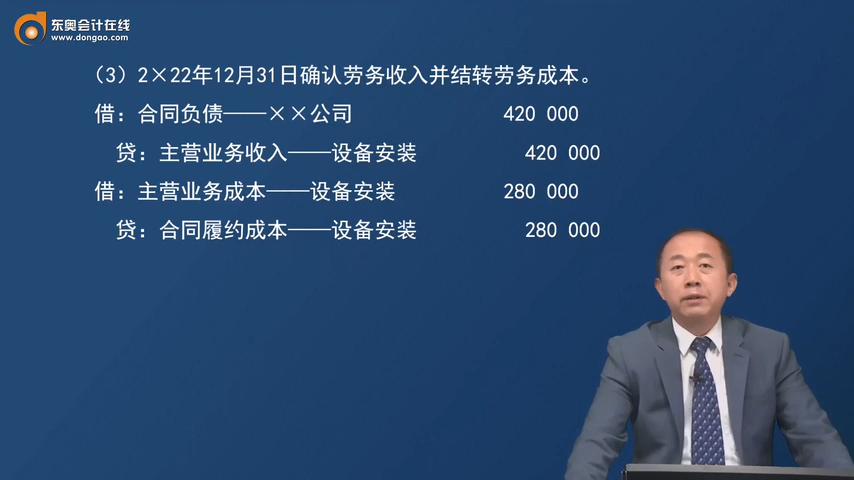 东奥会计在线
www.dongao.com
（3）2×22年12月31日确认劳务收入并结转劳务成本。
借：合同负债——××公司 420 000
贷：主营业务收入——设备安装 420 000
借：主营业务成本——设备安装 280 000
贷：合同履约成本——设备安装 280 000